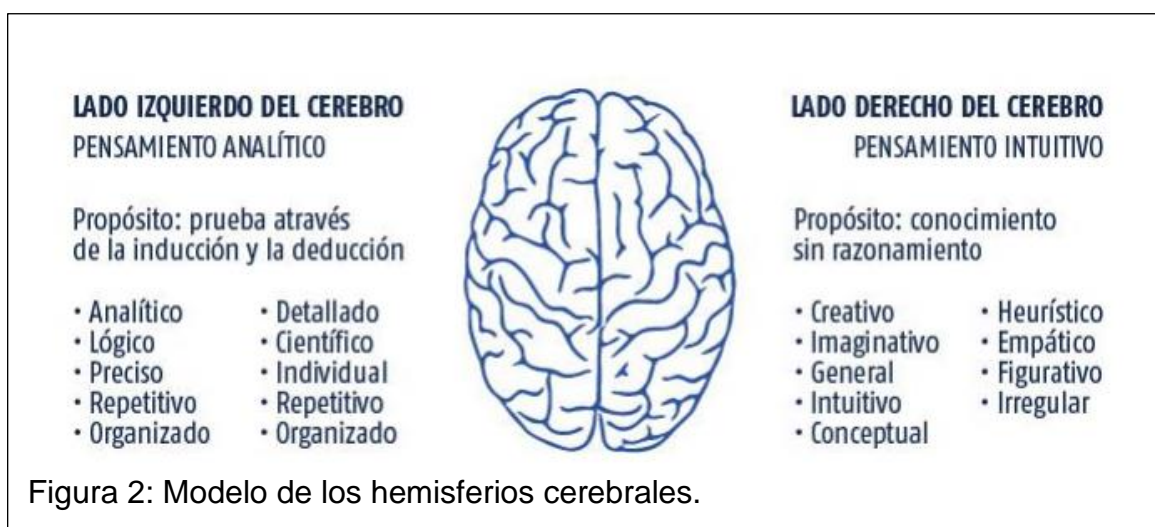 LADO IZQUIERDO DEL CEREBRO
PENSAMIENTO ANALÍTICO
Propósito: prueba através
de la inducción y la deducción
• Analítico
• Lógico
• Preciso
• Repetitivo
• Organizado
• Detallado
• Científico
• Individual
• Repetitivo
• Organizado
LADO DERECHO DEL CEREBRO
PENSAMIENTO INTUITIVO
Propósito: conocimiento
sin razonamiento
• Creativo
• Imaginativo
• General
• Intuitivo
• Conceptual
• Heurístico
• Empático
• Figurativo
• Irregular
Figura 2: Modelo de los hemisferios cerebrales.